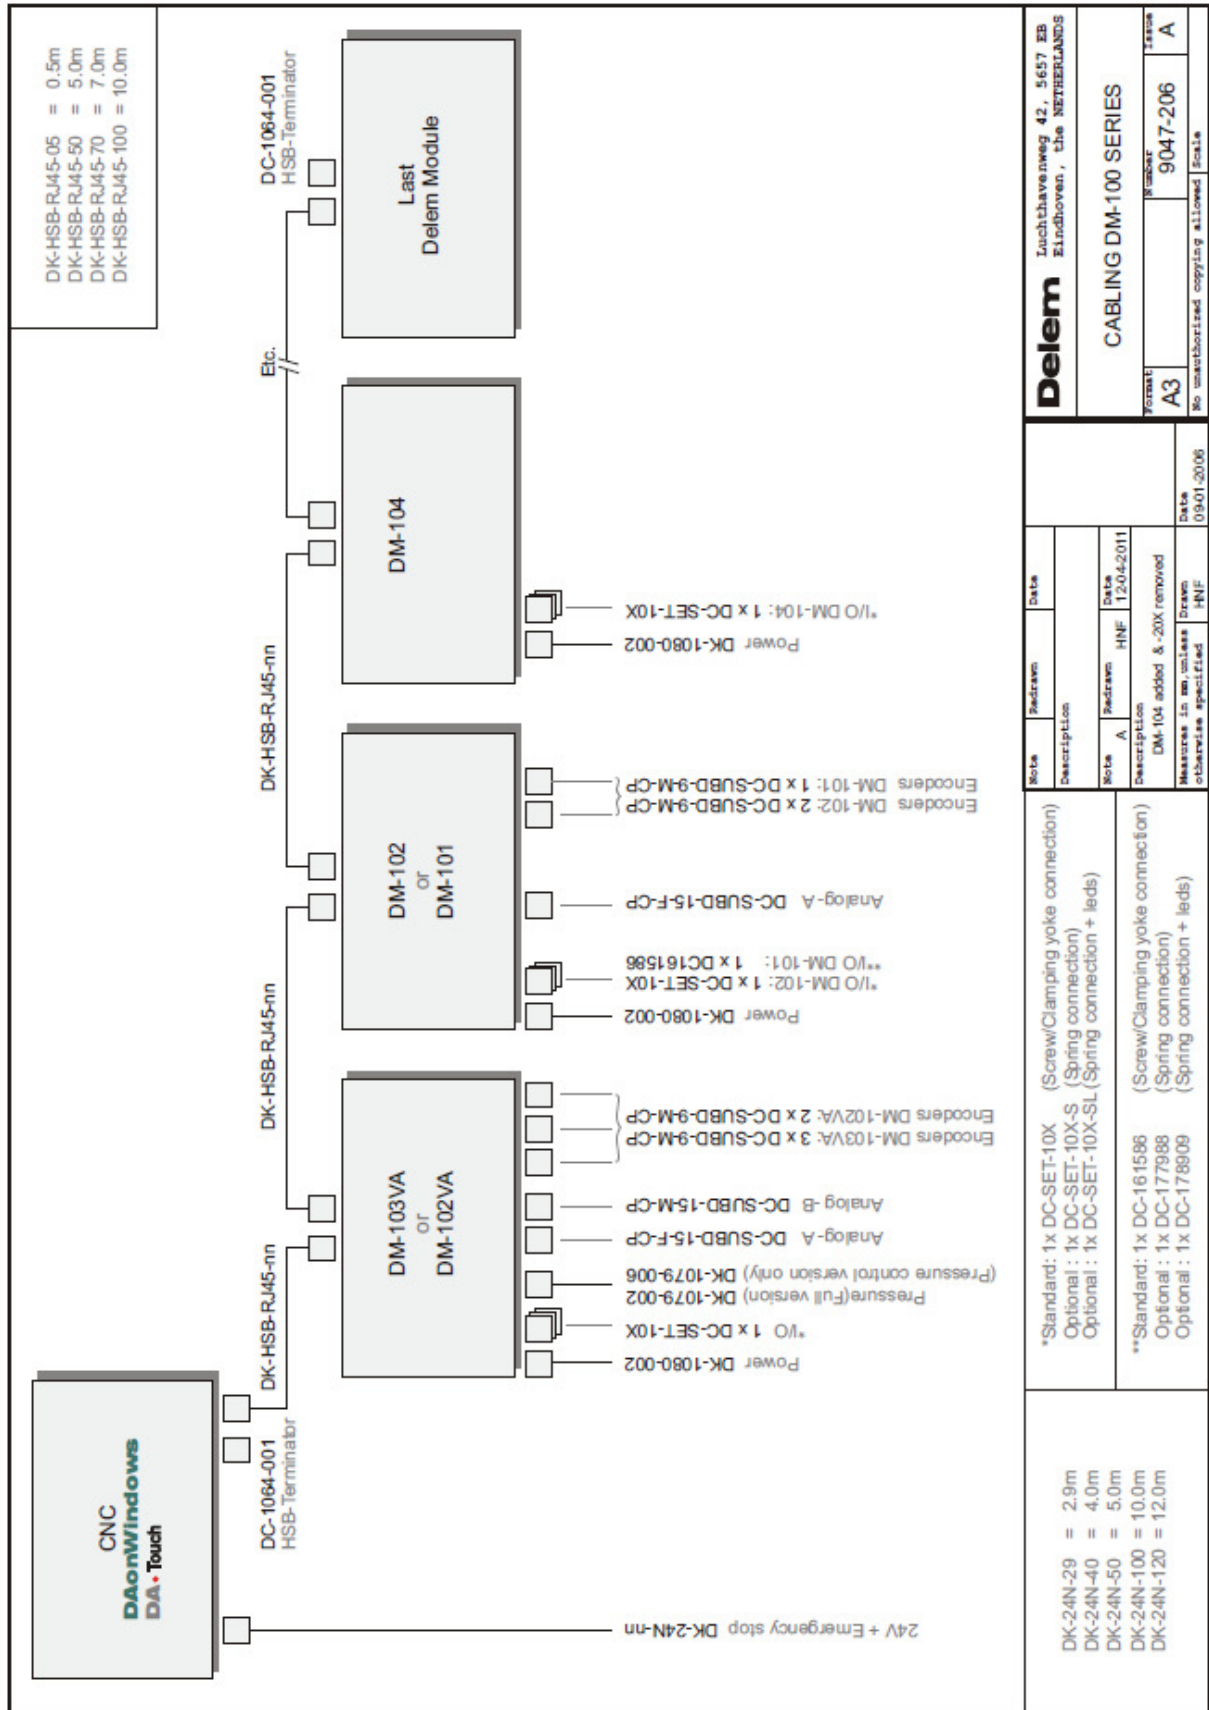 DK-HSB-RJ45-05 = 0.5m
DK-HSB-RJ45-50 = 5.0m
DK-HSB-RJ45-70 = 7.0m
DK-HSB-RJ45-100 = 10.0m
CNC
DAonWindows
DA•Touch
DC-1064-001
HSB-Terminator
DK-HSB-RJ45-nn
DK-HSB-RJ45-nn
DK-HSB-RJ45-nn
Etc.
DC-1064-001
HSB-Terminator
DM-103VA
or
DM-102VA
DM-102
or
DM-101
DM-104
Last
Delem Module
24V + Emergency stop DK-24N-nn
Power DK-1080-002
*I/O 1 x DC-SET-10X
Pressure(Full version) DK-1079-002
(Pressure control version only) DK-1079-006
Analog-A DC-SUBD-15-F-CP
Analog-B DC-SUBD-15-M-CP
Encoders DM-103VA: 3 x DC-SUBD-9-M-CP
Encoders DM-102VA: 2 x DC-SUBD-9-M-CP
Power DK-1080-002
*I/O DM-102: 1 x DC-SET-10X
**I/O DM-101: 1 x DC161586
Analog-A DC-SUBD-15-F-CP
Encoders DM-102: 2 x DC-SUBD-9-M-CP
Encoders DM-101: 1 x DC-SUBD-9-M-CP
Power DK-1080-002
*I/O DM-104: 1 x DC-SET-10X
DK-24N-29 = 2.9m
DK-24N-40 = 4.0m
DK-24N-50 = 5.0m
DK-24N-100 = 10.0m
DK-24N-120 = 12.0m
*Standard: 1x DC-SET-10X (Screw/Clamping yoke connection)
Optional : 1x DC-SET-10X-S (Spring connection)
Optional : 1x DC-SET-10X-SL (Spring connection + leds)
**Standard: 1x DC-161586 (Screw/Clamping yoke connection)
Optional : 1x DC-177988 (Spring connection)
Optional : 1x DC-178909 (Spring connection + leds)
Note Redrawn Date
Description
Note A Redrawn HNF Date 12-04-2011
Description
DM-104 added & -20X removed
Measures in mm, unless otherwise specified
Drawn HNF
Date 09-01-2006
Delem
Luchthavenweg 42, 5657 EB
Eindhoven, the NETHERLANDS
CABLING DM-100 SERIES
Format A3
Number 9047-206
Issue A
No unauthorized copying allowed
Scale